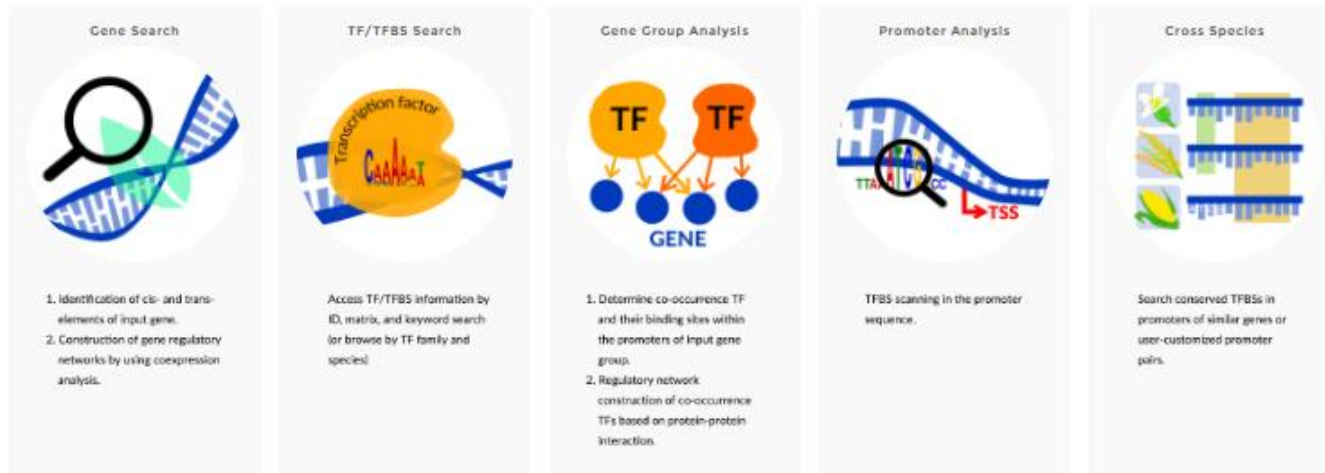 Gene Search
Transcription factor
1. Identification of cis- and trans-
elements of input gene.
2. Construction of gene regulatory
networks by using coexpression
analysis.
TF/TFBS Search
CAAAAAT
Access TF/TFBS information by
ID, matrix, and keyword search
(or browse by TF family and
species)
Gene Group Analysis
TF TF
GENE
1. Determine co-occurrence TF
and their binding sites within
the promoters of input gene
group.
2. Regulatory network
construction of co-occurrence
TFs based on protein-protein
interaction.
Promoter Analysis
TSS
TFBS scanning in the promoter
sequence.
Cross Species
Search conserved TFBSs in
promoters of similar genes or
user-customized promoter
pairs.